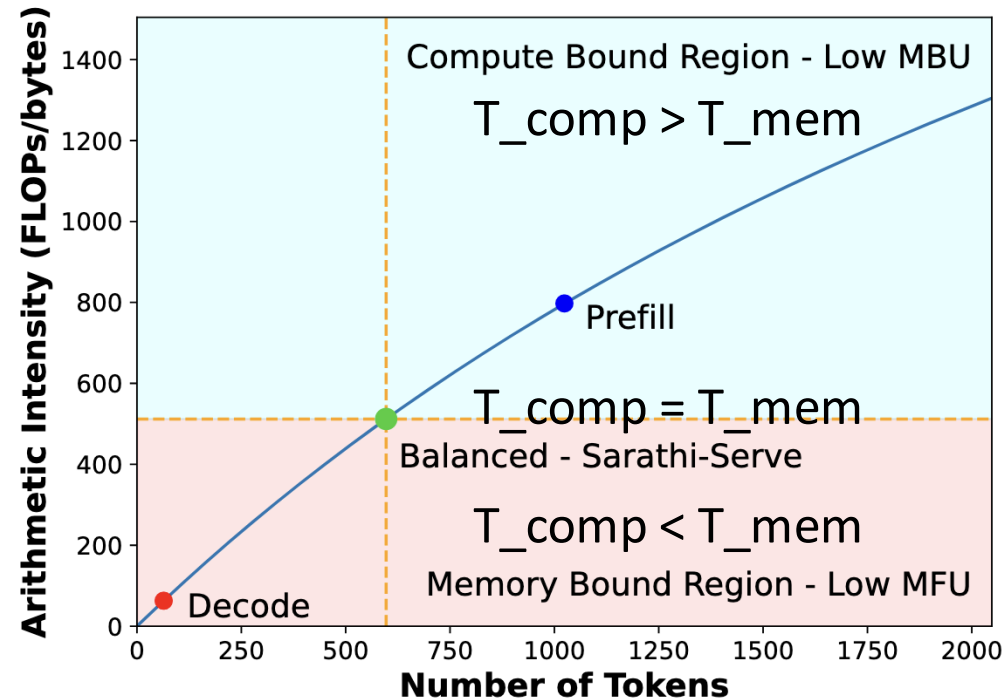 Arithmetic Intensity (FLOPs/bytes)
1400
1200
1000
800
600
400
200
0
Compute Bound Region - Low MBU
T_comp > T_mem
Prefill
T_comp = T_mem
Balanced - Sarathi-Serve
T_comp < T_mem
Memory Bound Region - Low MFU
Decode
0 250 500 750 1000 1250 1500 1750 2000
Number of Tokens